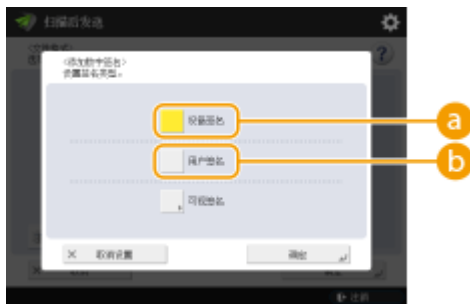 扫描后发送
?
<添加数字签名>
设置签名类型。
设备签名
a
用户签名
b
可视签名
× 取消设置
确定
注销